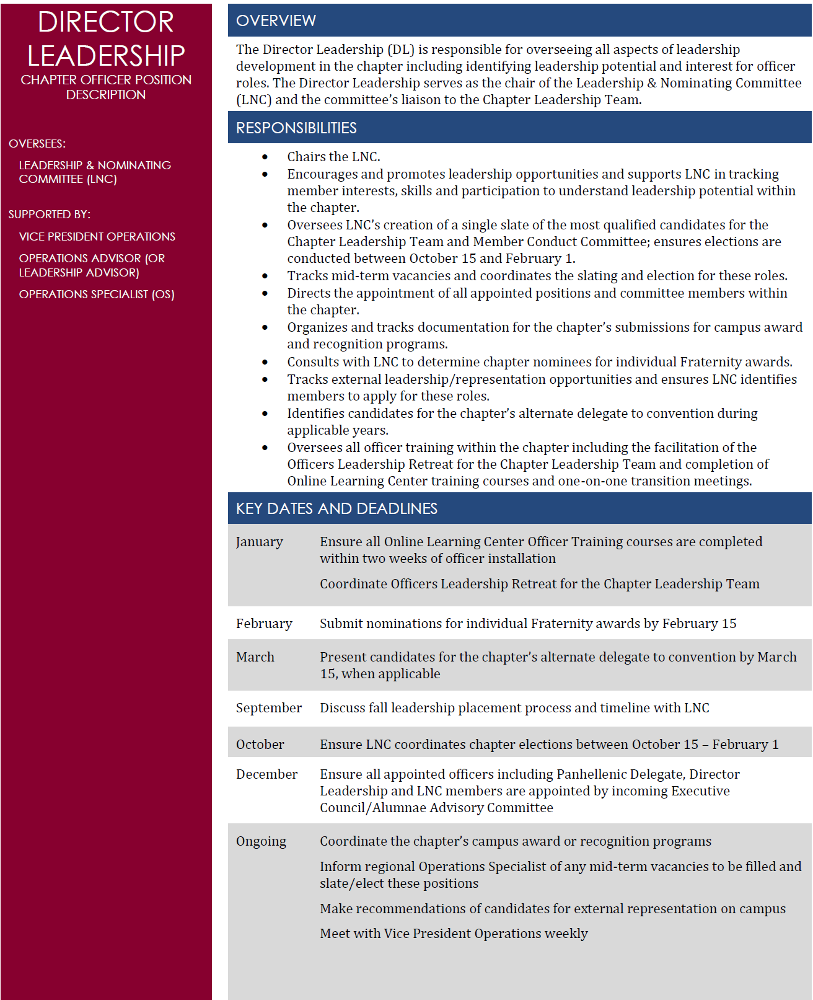 DIRECTOR
LEADERSHIP
CHAPTER OFFICER POSITION
DESCRIPTION
OVERSEES:
LEADERSHIP & NOMINATING
COMMITTEE (LNC)
SUPPORTED BY:
VICE PRESIDENT OPERATIONS
OPERATIONS ADVISOR (OR
LEADERSHIP ADVISOR)
OPERATIONS SPECIALIST (OS)
OVERVIEW
The Director Leadership (DL) is responsible for overseeing all aspects of leadership
development in the chapter including identifying leadership potential and interest for officer
roles. The Director Leadership serves as the chair of the Leadership & Nominating Committee
(LNC) and the committee’s liaison to the Chapter Leadership Team.
RESPONSIBILITIES
• Chairs the LNC.
• Encourages and promotes leadership opportunities and supports LNC in tracking
member interests, skills and participation to understand leadership potential within
the chapter.
• Oversees LNC’s creation of a single slate of the most qualified candidates for the
Chapter Leadership Team and Member Conduct Committee; ensures elections are
conducted between October 15 and February 1.
• Tracks mid-term vacancies and coordinates the slating and election for these roles.
• Directs the appointment of all appointed positions and committee members within
the chapter.
• Organizes and tracks documentation for the chapter’s submissions for campus award
and recognition programs.
• Consults with LNC to determine chapter nominees for individual Fraternity awards.
• Tracks external leadership/representation opportunities and ensures LNC identifies
members to apply for these roles.
• Identifies candidates for the chapter’s alternate delegate to convention during
applicable years.
• Oversees all officer training within the chapter including the facilitation of the
Officers Leadership Retreat for the Chapter Leadership Team and completion of
Online Learning Center training courses and one-on-one transition meetings.
KEY DATES AND DEADLINES
January Ensure all Online Learning Center Officer Training courses are completed
within two weeks of officer installation
Coordinate Officers Leadership Retreat for the Chapter Leadership Team
February Submit nominations for individual Fraternity awards by February 15
March Present candidates for the chapter’s alternate delegate to convention by March
15, when applicable
September Discuss fall leadership placement process and timeline with LNC
October Ensure LNC coordinates chapter elections between October 15 – February 1
December Ensure all appointed officers including Panhellenic Delegate, Director
Leadership and LNC members are appointed by incoming Executive
Council/Alumnae Advisory Committee
Ongoing Coordinate the chapter’s campus award or recognition programs
Inform regional Operations Specialist of any mid-term vacancies to be filled and
slate/elect these positions
Make recommendations of candidates for external representation on campus
Meet with Vice President Operations weekly